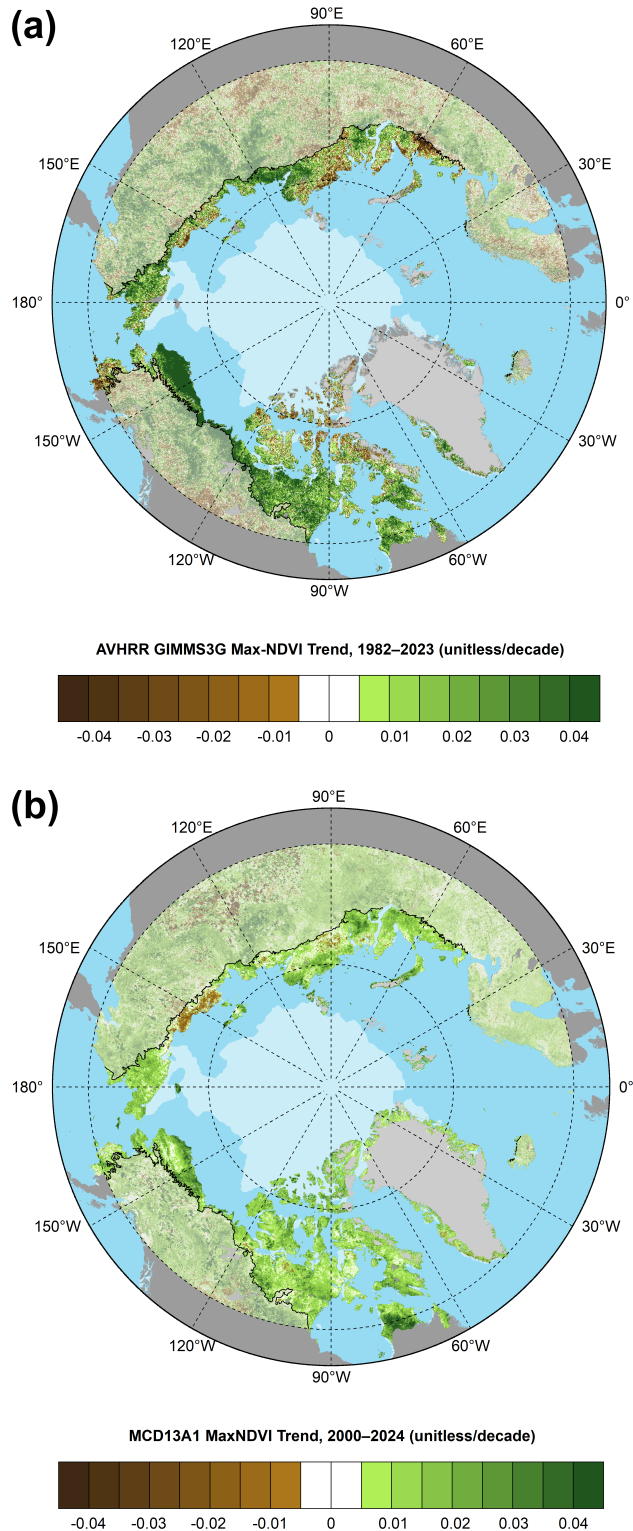 (a)
90°E
120°E
60°E
150°E
30°E
180°
0°
150°W
30°W
120°W
60°W
90°W
AVHRR GIMMS3G Max-NDVI Trend, 1982–2023 (unitless/decade)
-0.04 -0.03 -0.02 -0.01 0 0.01 0.02 0.03 0.04
(b)
90°E
120°E
60°E
150°E
30°E
180°
0°
150°W
30°W
120°W
60°W
90°W
MCD13A1 MaxNDVI Trend, 2000–2024 (unitless/decade)
-0.04 -0.03 -0.02 -0.01 0 0.01 0.02 0.03 0.04